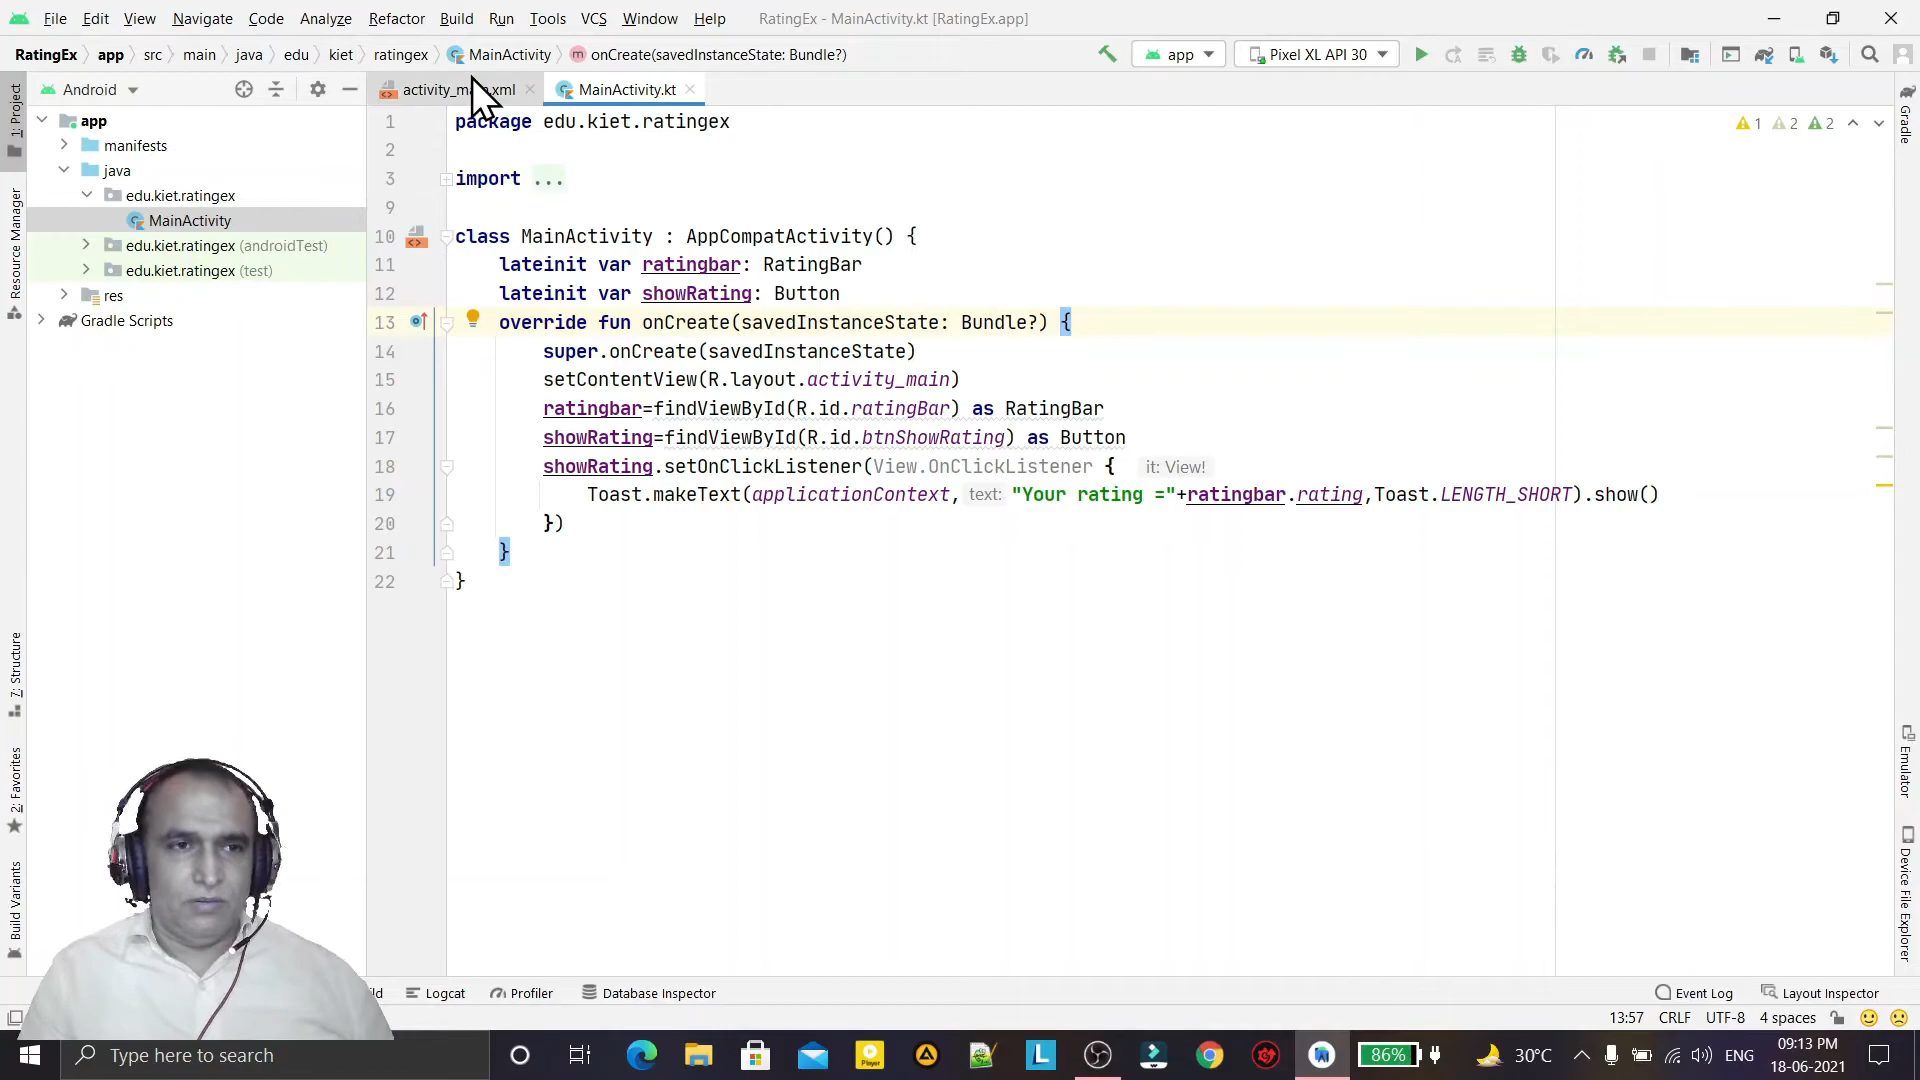 File Edit View Navigate Code Analyze Refactor Build Run Tools VCS Window Help RatingEx - MainActivity.kt [RatingEx.app]
RatingEx app src main java edu kiet ratingex MainActivity onCreate(savedInstanceState: Bundle?) app Pixel XL API 30
Android activity_m xml MainActivity.kt
1: Project
Resource Manager
7: Structure
2: Favorites
Build Variants
app
manifests
java
edu.kiet.ratingex
MainActivity
edu.kiet.ratingex (androidTest)
edu.kiet.ratingex (test)
res
Gradle Scripts
1 package edu.kiet.ratingex
2
3 import ...
9
10 class MainActivity : AppCompatActivity() {
11 lateinit var ratingbar: RatingBar
12 lateinit var showRating: Button
13 override fun onCreate(savedInstanceState: Bundle?) {
14 super.onCreate(savedInstanceState)
15 setContentView(R.layout.activity_main)
16 ratingbar=findViewById(R.id.ratingBar) as RatingBar
17 showRating=findViewById(R.id.btnShowRating) as Button
18 showRating.setOnClickListener(View.OnClickListener { it: View!
19 Toast.makeText(applicationContext, text: "Your rating ="+ratingbar.rating,Toast.LENGTH_SHORT).show()
20 })
21 }
22 }
1 2 2
Gradle
Emulator
Device File Explorer
ld Logcat Profiler Database Inspector Event Log Layout Inspector
13:57 CRLF UTF-8 4 spaces
Type here to search 86% 30°C ENG 09:13 PM
18-06-2021